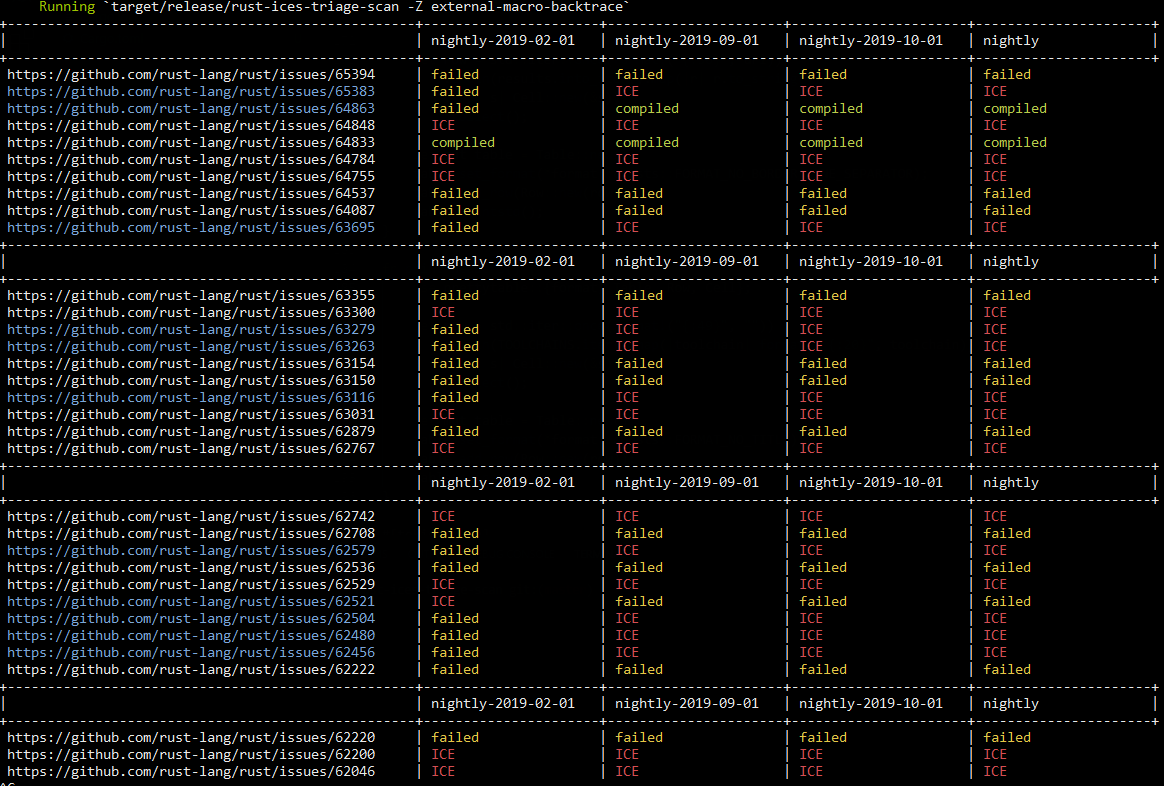 Running `target/release/rust-ices-triage-scan -Z external-macro-backtrace`
+---------------------------------------------------+----------------------+----------------------+----------------------+-----------------------+
| | nightly-2019-02-01 | nightly-2019-09-01 | nightly-2019-10-01 | nightly |
+---------------------------------------------------+----------------------+----------------------+----------------------+-----------------------+
https://github.com/rust-lang/rust/issues/65394 | failed | failed | failed | failed
https://github.com/rust-lang/rust/issues/65383 | failed | ICE | ICE | ICE
https://github.com/rust-lang/rust/issues/64863 | failed | compiled | compiled | compiled
https://github.com/rust-lang/rust/issues/64848 | ICE | ICE | ICE | ICE
https://github.com/rust-lang/rust/issues/64833 | compiled | compiled | compiled | compiled
https://github.com/rust-lang/rust/issues/64784 | ICE | ICE | ICE | ICE
https://github.com/rust-lang/rust/issues/64755 | ICE | ICE | ICE | ICE
https://github.com/rust-lang/rust/issues/64537 | failed | failed | failed | failed
https://github.com/rust-lang/rust/issues/64087 | failed | failed | failed | failed
https://github.com/rust-lang/rust/issues/63695 | failed | ICE | ICE | ICE
+---------------------------------------------------+----------------------+----------------------+----------------------+-----------------------+
| | nightly-2019-02-01 | nightly-2019-09-01 | nightly-2019-10-01 | nightly |
+---------------------------------------------------+----------------------+----------------------+----------------------+-----------------------+
https://github.com/rust-lang/rust/issues/63355 | failed | failed | failed | failed
https://github.com/rust-lang/rust/issues/63300 | ICE | ICE | ICE | ICE
https://github.com/rust-lang/rust/issues/63279 | failed | ICE | ICE | ICE
https://github.com/rust-lang/rust/issues/63263 | failed | ICE | ICE | ICE
https://github.com/rust-lang/rust/issues/63154 | failed | failed | failed | failed
https://github.com/rust-lang/rust/issues/63150 | failed | failed | failed | failed
https://github.com/rust-lang/rust/issues/63116 | failed | ICE | ICE | ICE
https://github.com/rust-lang/rust/issues/63031 | ICE | ICE | ICE | ICE
https://github.com/rust-lang/rust/issues/62879 | failed | failed | failed | failed
https://github.com/rust-lang/rust/issues/62767 | ICE | ICE | ICE | ICE
+---------------------------------------------------+----------------------+----------------------+----------------------+-----------------------+
| | nightly-2019-02-01 | nightly-2019-09-01 | nightly-2019-10-01 | nightly |
+---------------------------------------------------+----------------------+----------------------+----------------------+-----------------------+
https://github.com/rust-lang/rust/issues/62742 | ICE | ICE | ICE | ICE
https://github.com/rust-lang/rust/issues/62708 | failed | failed | failed | failed
https://github.com/rust-lang/rust/issues/62579 | failed | ICE | ICE | ICE
https://github.com/rust-lang/rust/issues/62536 | failed | failed | failed | failed
https://github.com/rust-lang/rust/issues/62529 | ICE | ICE | ICE | ICE
https://github.com/rust-lang/rust/issues/62521 | ICE | failed | failed | failed
https://github.com/rust-lang/rust/issues/62504 | failed | ICE | ICE | ICE
https://github.com/rust-lang/rust/issues/62480 | failed | ICE | ICE | ICE
https://github.com/rust-lang/rust/issues/62456 | failed | ICE | ICE | ICE
https://github.com/rust-lang/rust/issues/62222 | failed | failed | failed | failed
+---------------------------------------------------+----------------------+----------------------+----------------------+-----------------------+
| | nightly-2019-02-01 | nightly-2019-09-01 | nightly-2019-10-01 | nightly |
+---------------------------------------------------+----------------------+----------------------+----------------------+-----------------------+
https://github.com/rust-lang/rust/issues/62220 | failed | failed | failed | failed
https://github.com/rust-lang/rust/issues/62200 | ICE | ICE | ICE | ICE
https://github.com/rust-lang/rust/issues/62046 | ICE | ICE | ICE | ICE